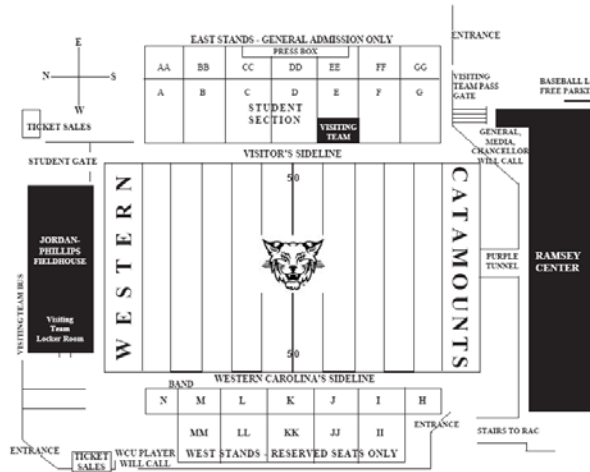 EAST STANDS - GENERAL ADMISSION ONLY
PRESS BOX
ENTRANCE
E
N
S
W
AA BB CC DD EE FF GG
A B C D E F G
STUDENT
SECTION
VISITING
TEAM
VISITING
TEAM PASS
GATE
FREE PARKI
TICKET SALES
GENERAL,
MEDIA,
CHANCELLOR
WILL CALL
STUDENT GATE
VISITOR'S SIDELINE
50
WESTERN
CATAMOUNTS
JORDAN-
PHILLIPS
FIELDHOUSE
Visiting
Team
Locker Room
VISITING TEAM BUS
PURPLE
TUNNEL
RAMSEY
CENTER
50
WESTERN CAROLINA'S SIDELINE
BAND
N M L K J I H
MM LL KK JJ II
WEST STANDS - RESERVED SEATS ONLY
ENTRANCE
STAIRS TO RAC
ENTRANCE
TICKET
SALES
WCU PLAYER
WILL CALL